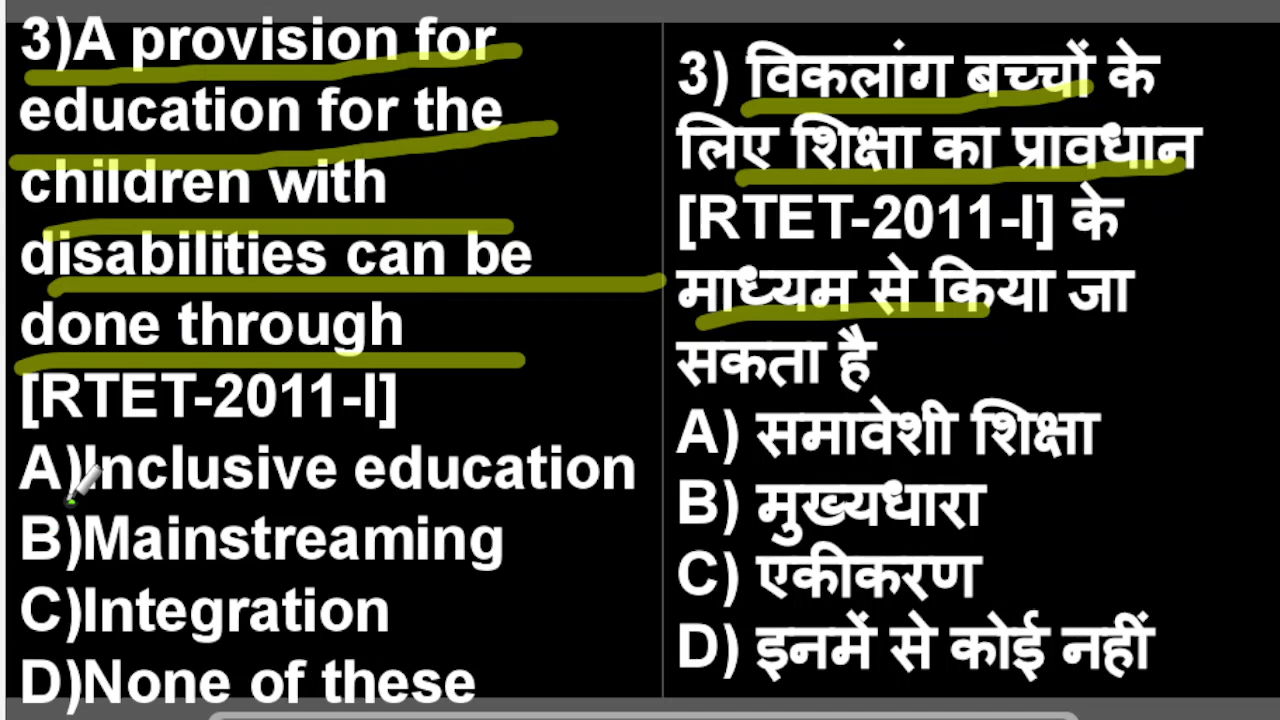 3)A provision for
education for the
children with
disabilities can be
done through
[RTET-2011-I]
A)Inclusive education
B)Mainstreaming
C)Integration
D)None of these
3) विकलांग बच्चों के
लिए शिक्षा का प्रावधान
[RTET-2011-I] के
माध्यम से किया जा
सकता है
A) समावेशी शिक्षा
B) मुख्यधारा
C) एकीकरण
D) इनमें से कोई नहीं